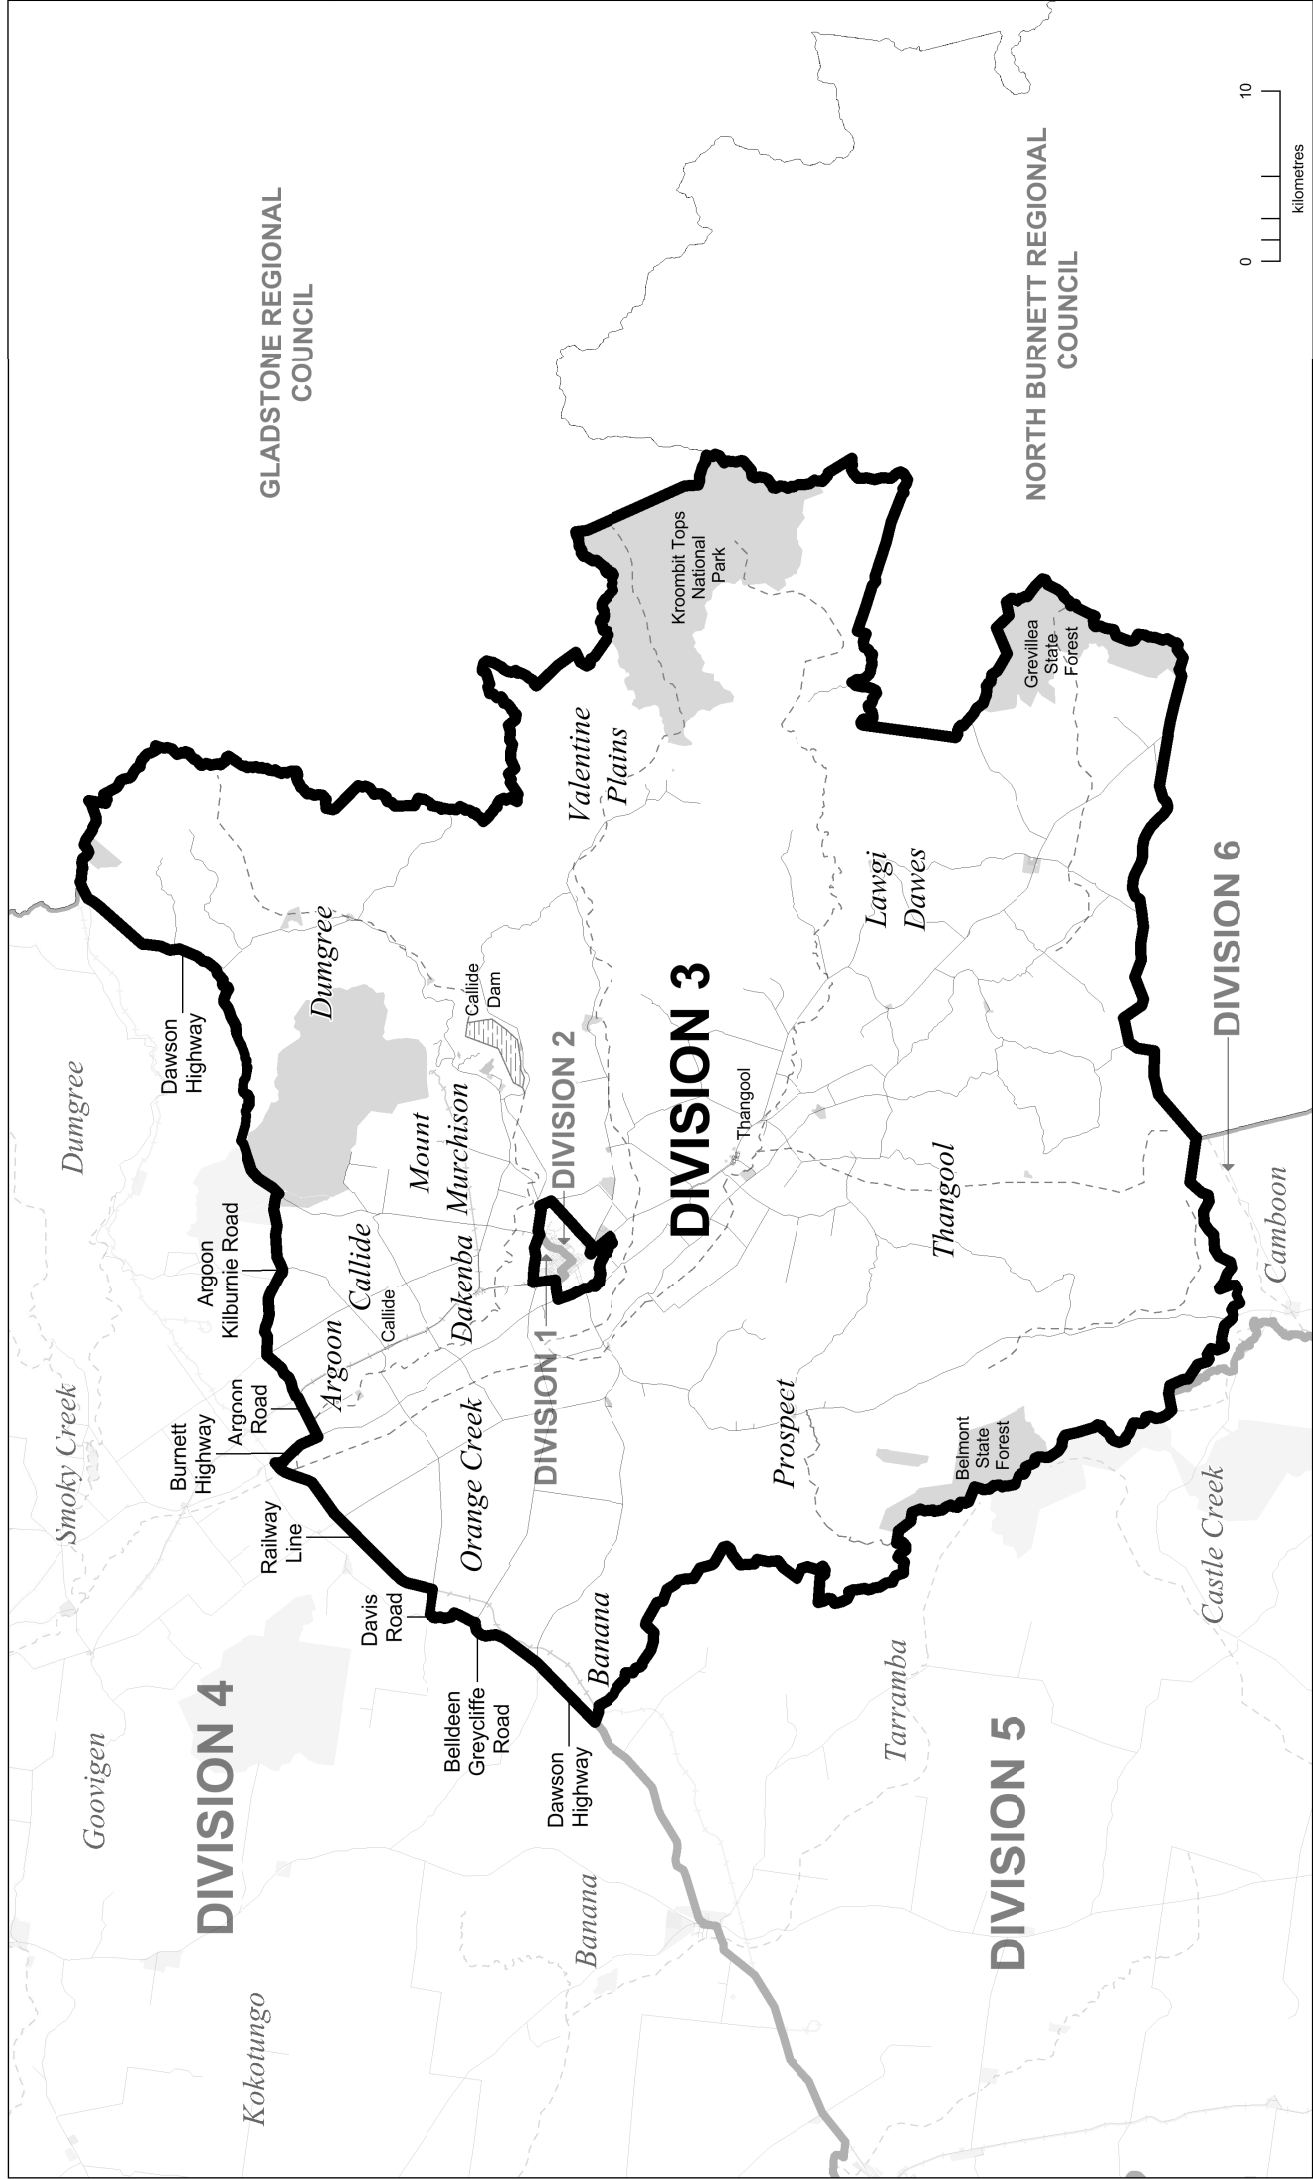 GLADSTONE REGIONAL
COUNCIL
NORTH BURNETT REGIONAL
COUNCIL
0
10
kilometres
Kroombit Tops
National
Park
Grevillea
State
Forest
Valentine
Plains
Lawgi
Dawes
Dumgree
Callide
Dam
DIVISION 6
DIVISION 3
DIVISION 2
Dawson
Highway
Dumgree
Mount
Murchison
Thangool
Thangool
Camboon
Argoon
Kilburnie Road
Callide
Callide
Dakenba
DIVISION 1
Argoon
Argoon
Road
Burnett
Highway
Smoky Creek
Orange Creek
Prospect
Belmont
State
Forest
Castle Creek
Railway
Line
Davis
Road
Banana
Belldeen
Greycliffe
Road
Dawson
Highway
Tarramba
DIVISION 4
DIVISION 5
Goovigen
Banana
Kokotungo